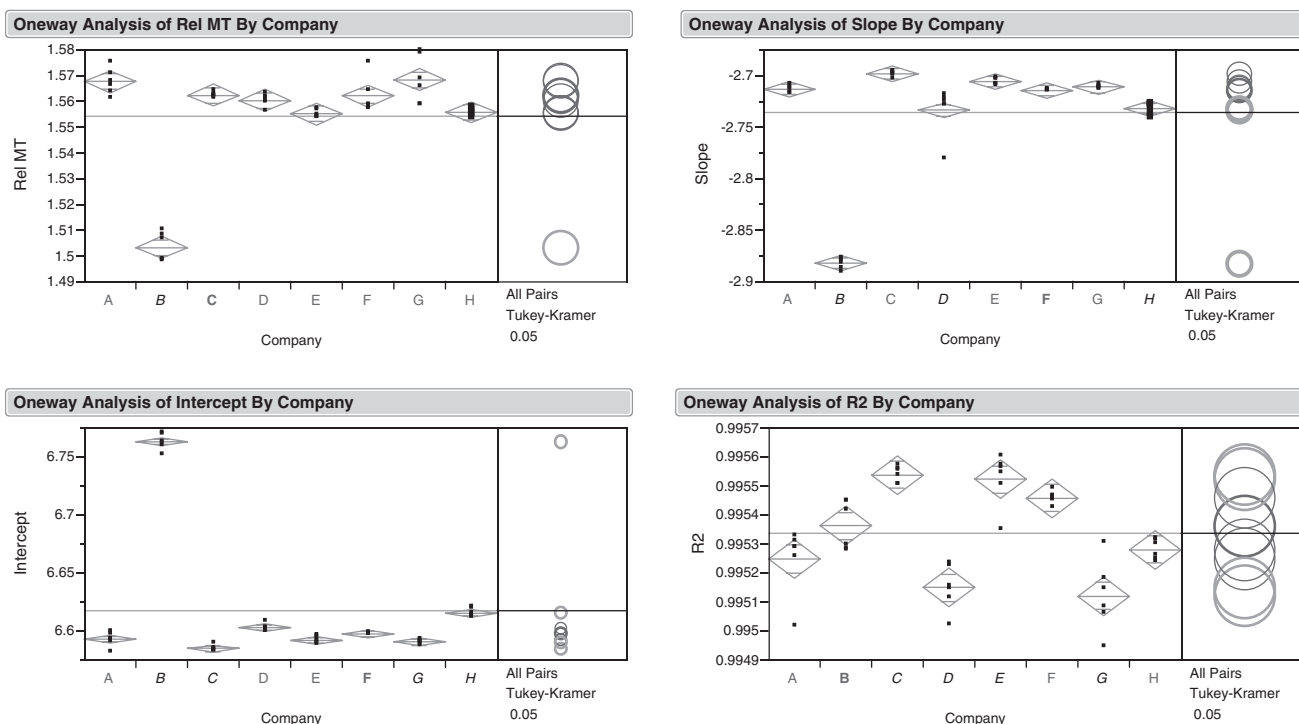 Oneway Analysis of Rel MT By Company
1.58
1.57
1.56
1.55
1.54
1.53
1.52
1.51
1.5
1.49
Rel MT
A B C D E F G H
All Pairs
Tukey-Kramer
0.05
Company
Oneway Analysis of Slope By Company
-2.7
-2.75
-2.8
-2.85
-2.9
Slope
A B C D E F G H
All Pairs
Tukey-Kramer
0.05
Company
Oneway Analysis of Intercept By Company
6.75
6.7
6.65
6.6
Intercept
A B C D E F G H
All Pairs
Tukey-Kramer
0.05
Company
Oneway Analysis of R2 By Company
0.9957
0.9956
0.9955
0.9954
0.9953
0.9952
0.9951
0.995
0.9949
R2
A B C D E F G H
All Pairs
Tukey-Kramer
0.05
Company